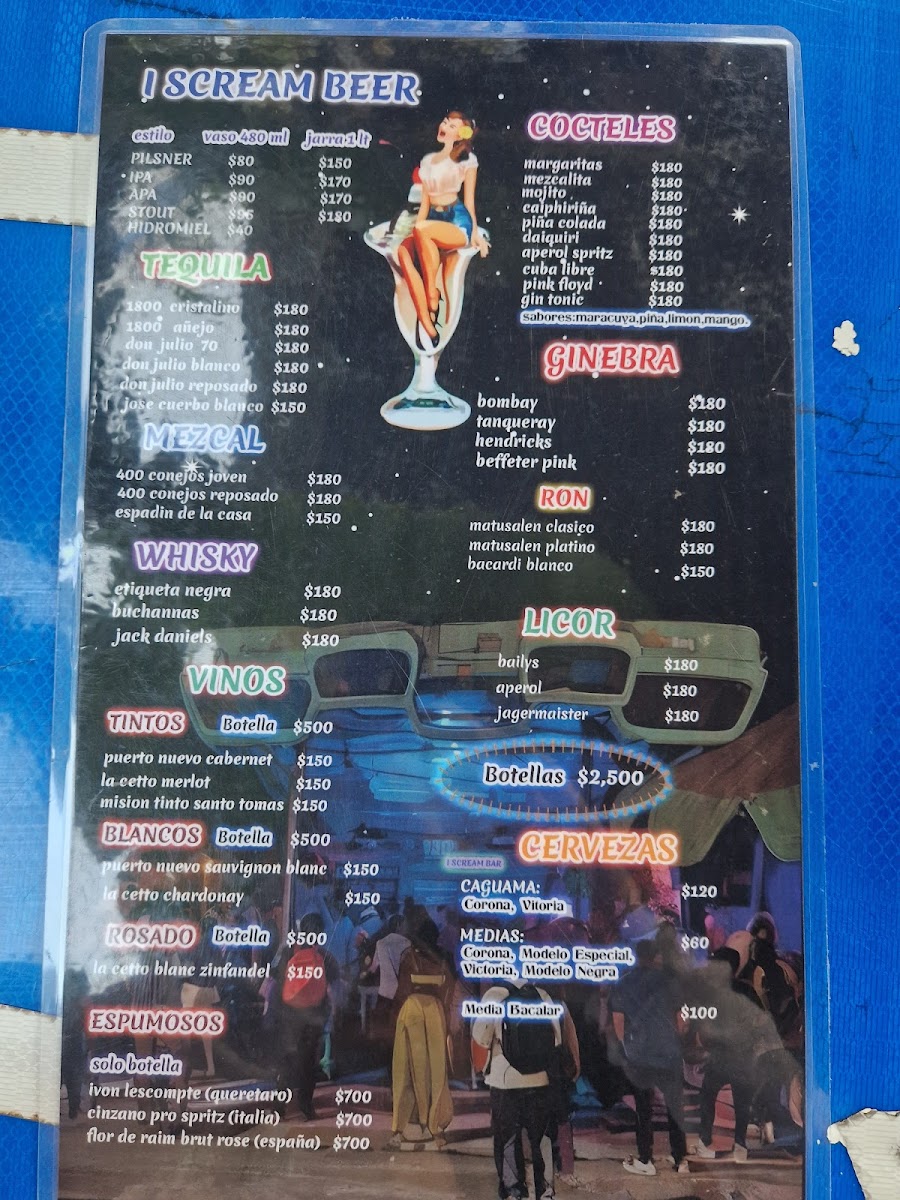 I SCREAM BEER
estilo vaso 480 ml jarra 1 lt
PILSNER $80 $150
IPA $90 $170
APA $90 $170
STOUT $96 $180
HIDROMIEL $40
TEQUILA
1800 cristalino $180
1800 añejo $180
don julio 70 $180
don julio blanco $180
don julio reposado $180
jose cuerbo blanco $150
MEZCAL
400 conejos joven $180
400 conejos reposado $180
espadin de la casa $150
WHISKY
etiqueta negra $180
buchannas $180
jack daniels $180
VINOS
TINTOS Botella $500
puerto nuevo cabernet $150
la cetto merlot $150
mision tinto santo tomas $150
BLANCOS Botella $500
puerto nuevo sauvignon blanc $150
la cetto chardonay $150
ROSADO Botella $500
la cetto blanc zinfandel $150
ESPUMOSOS
solo botella
ivon lescompte (queretaro) $700
cinzano pro spritz (italia) $700
flor de raim brut rose (españa) $700
COCTELES
margaritas $180
mezcalita $180
mojito $180
caiphiriña $180
piña colada $180
daiquiri $180
aperol spritz $180
cuba libre $180
pink floyd $180
gin tonic $180
sabores:maracuya,piña,limon,mango.
GINEBRA
bombay $180
tanqueray $180
hendricks $180
beffeter pink $180
RON
matusalen clasico $180
matusalen platino $180
bacardi blanco $150
LICOR
bailys $180
aperol $180
jagermaister $180
Botellas $2,500
CERVEZAS
I SCREAM BAR
CAGUAMA: $120
Corona, Vitoria
MEDIAS: $60
Corona, Modelo Especial,
Victoria, Modelo Negra
Media Bacalar $100